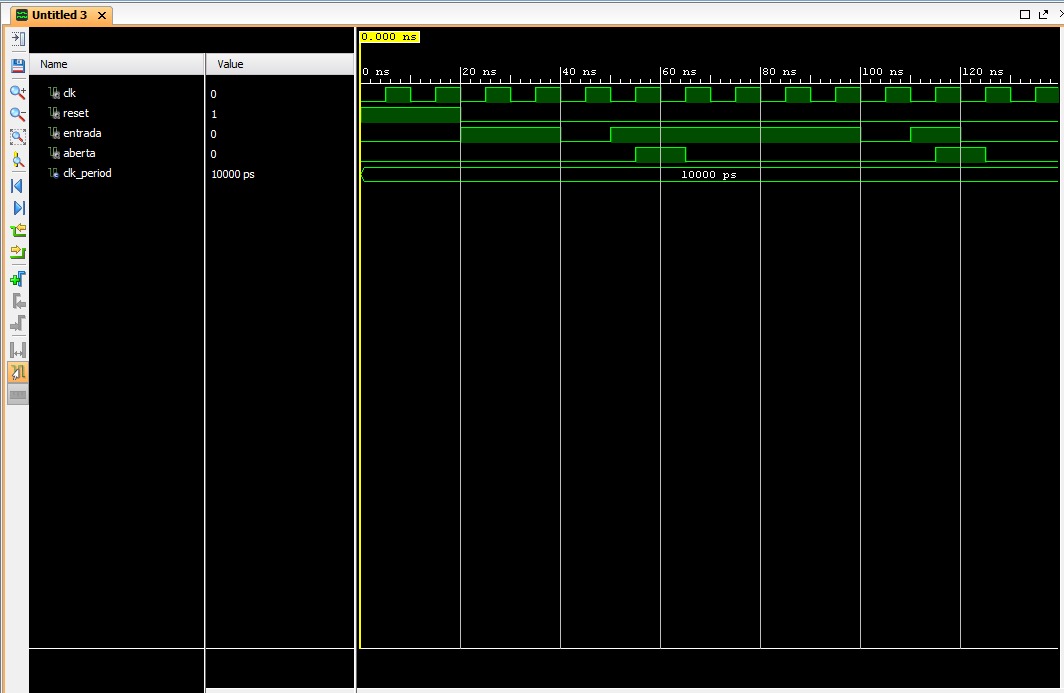 Untitled 3
0.000 ns
Name Value
0 ns 20 ns 40 ns 60 ns 80 ns 100 ns 120 ns
clk 0
reset 1
entrada 0
aberta 0
clk_period 10000 ps 10000 ps